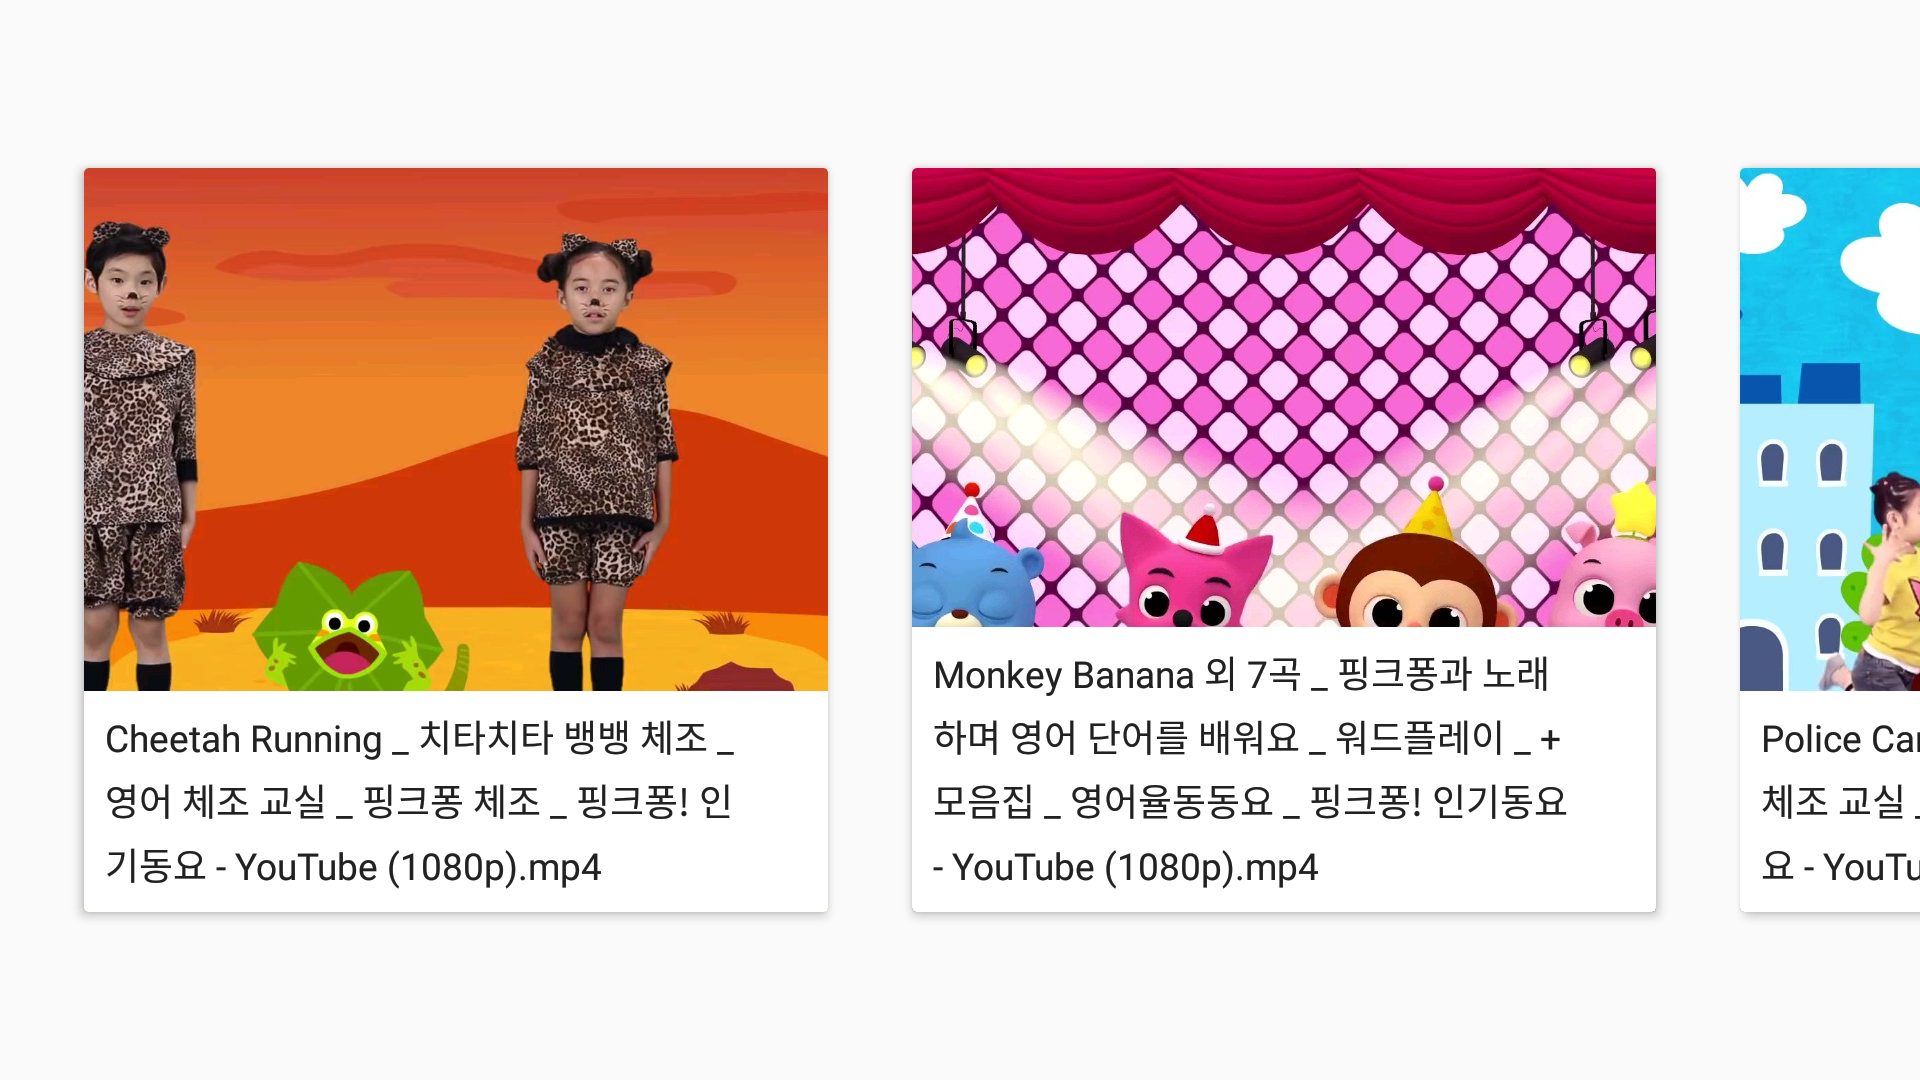 Cheetah Running _ 치타치타 뱅뱅 체조 _
영어 체조 교실 _ 핑크퐁 체조 _ 핑크퐁! 인
기동요 - YouTube (1080p).mp4
Monkey Banana 외 7곡 _ 핑크퐁과 노래
하며 영어 단어를 배워요 _ 워드플레이 _ +
모음집 _ 영어율동동요 _ 핑크퐁! 인기동요
- YouTube (1080p).mp4
Police Car
체조 교실 _
요 - YouTu